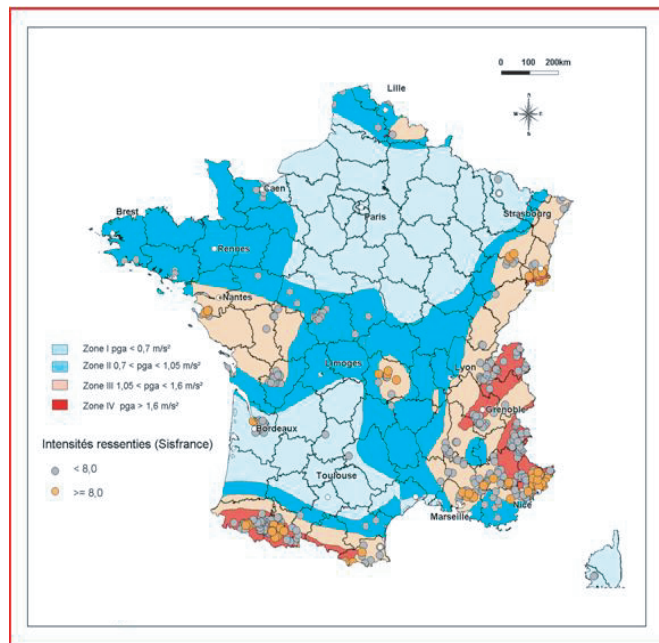 0 100 200km
N
Lille
Caen
Paris
Strasbourg
Brest
Rennes
Nantes
Zone I pga < 0,7 m/s²
Zone II 0,7 < pga < 1,05 m/s²
Zone III 1,05 < pga < 1,6 m/s²
Zone IV pga > 1,6 m/s²
Limoges
Lyon
Grenoble
Intensités ressenties (Sisfrance)
< 8,0
>= 8,0
Bordeaux
Toulouse
Marseille
Nice